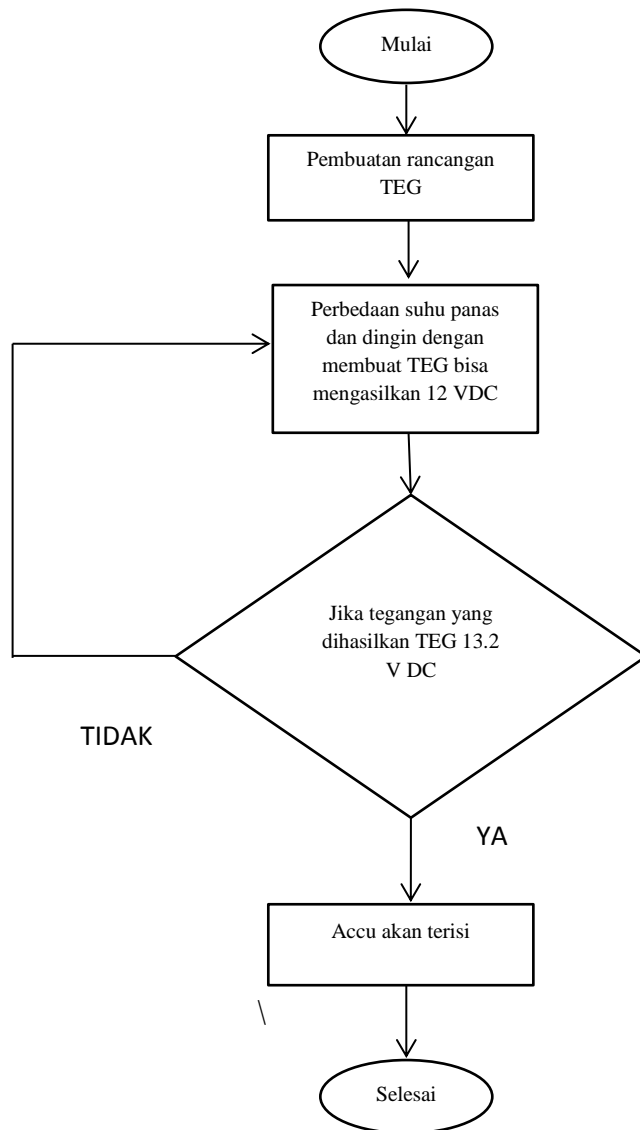 Mulai
Pembuatan rancangan
TEG
Perbedaan suhu panas
dan dingin dengan
membuat TEG bisa
mengasilkan 12 VDC
Jika tegangan yang
dihasilkan TEG 13.2
V DC
TIDAK
YA
Accu akan terisi
\
Selesai